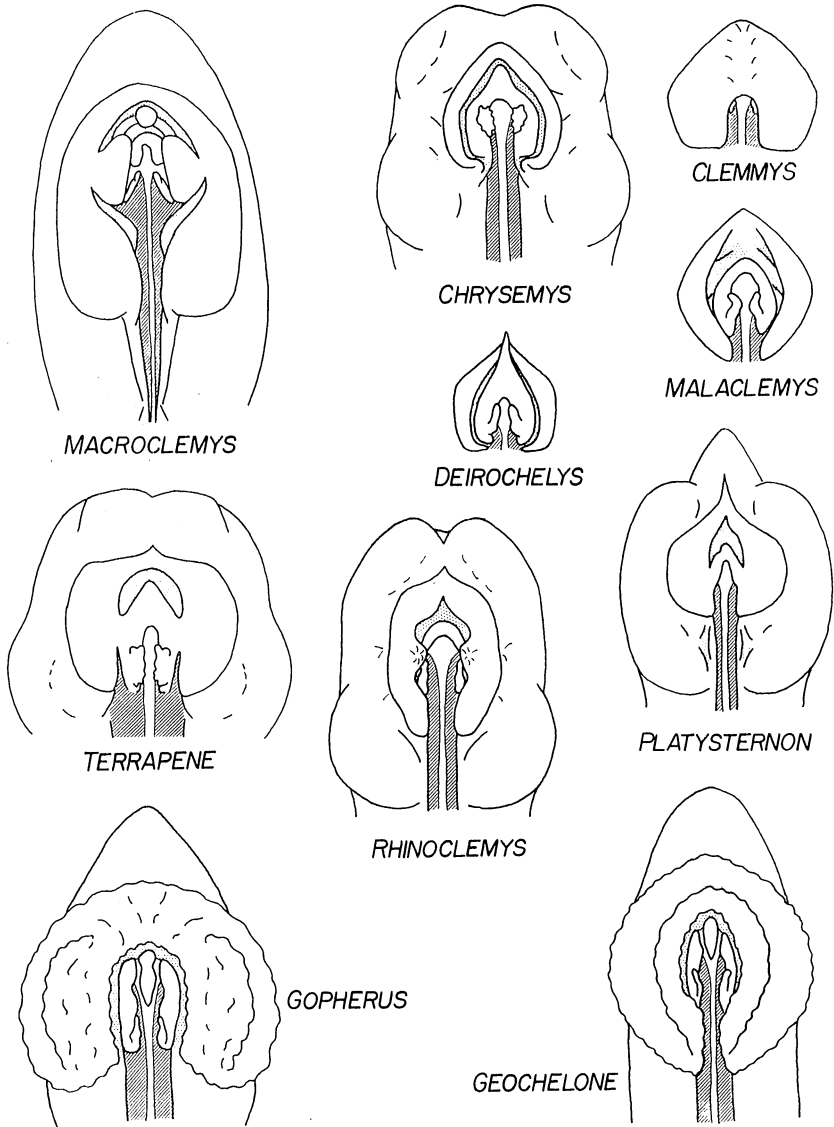 CLEMMYS
CHRYSEMYS
MALACLEMYS
MACROCLEMYS
DEIROCHELYS
TERRAPENE
PLATYSTERNON
RHINOCLEMYS
GOPHERUS
GEOCHELONE